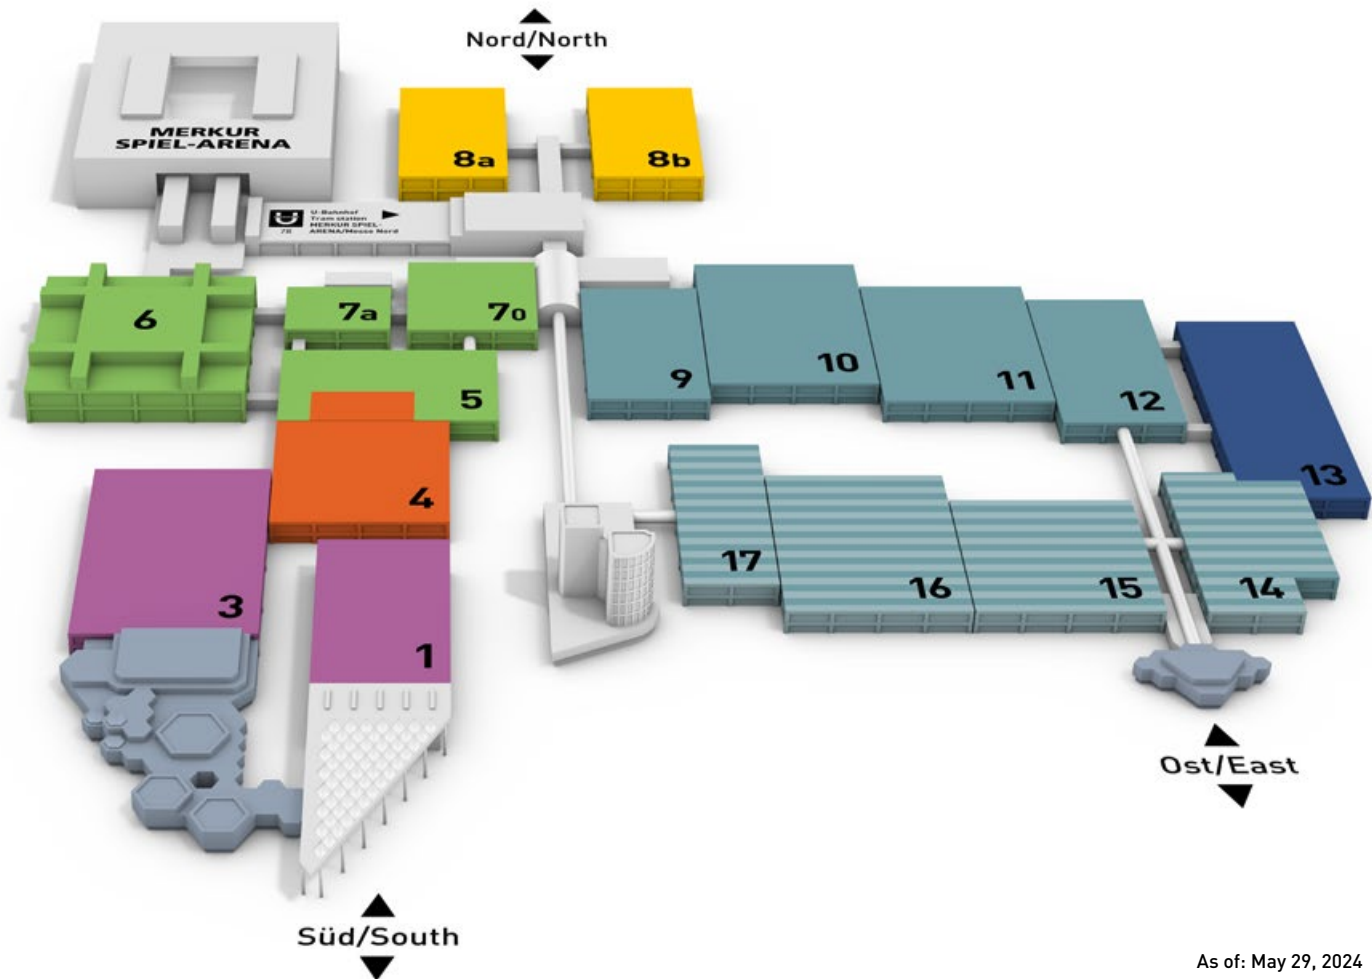 Nord/North
MERKUR
SPIEL-ARENA
8a
8b
U-Bahnhof
Tram station
MERKUR SPIEL-
ARENA/Messe Nord
U
78
6
7a
7o
9
10
11
12
5
13
4
3
1
17
16
15
14
Ost/East
Süd/South
As of: May 29, 2024